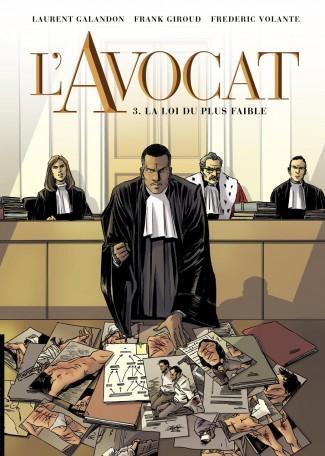 LAURENT GALANDON FRANK GIROUD FREDERIC VOLANTE
L'AVOCAT
3. LA LOI DU PLUS FAIBLE